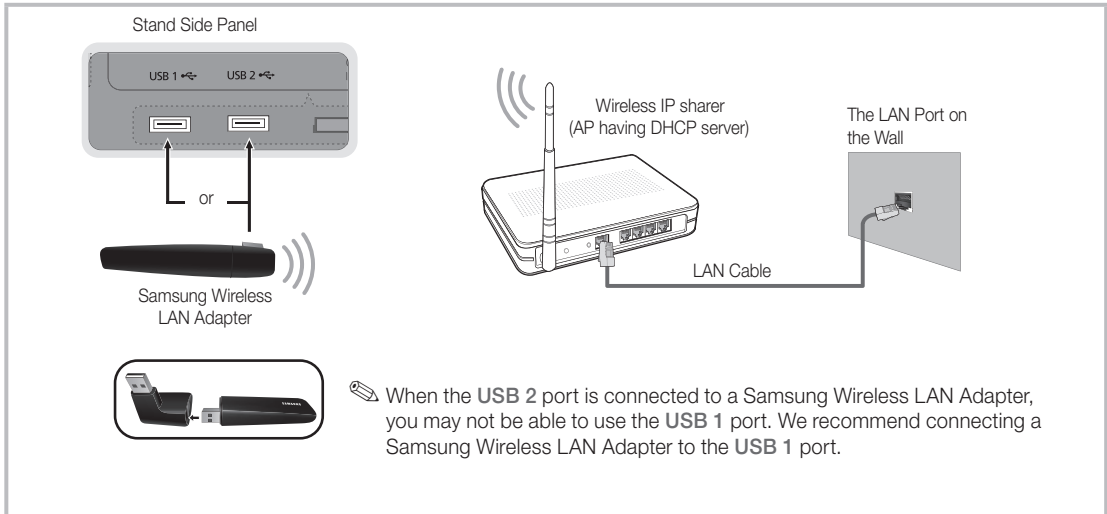 Stand Side Panel
USB 1
USB 2
or
Samsung Wireless
LAN Adapter
Wireless IP sharer
(AP having DHCP server)
The LAN Port on
the Wall
LAN Cable
SAMSUNG
When the USB 2 port is connected to a Samsung Wireless LAN Adapter,
you may not be able to use the USB 1 port. We recommend connecting a
Samsung Wireless LAN Adapter to the USB 1 port.